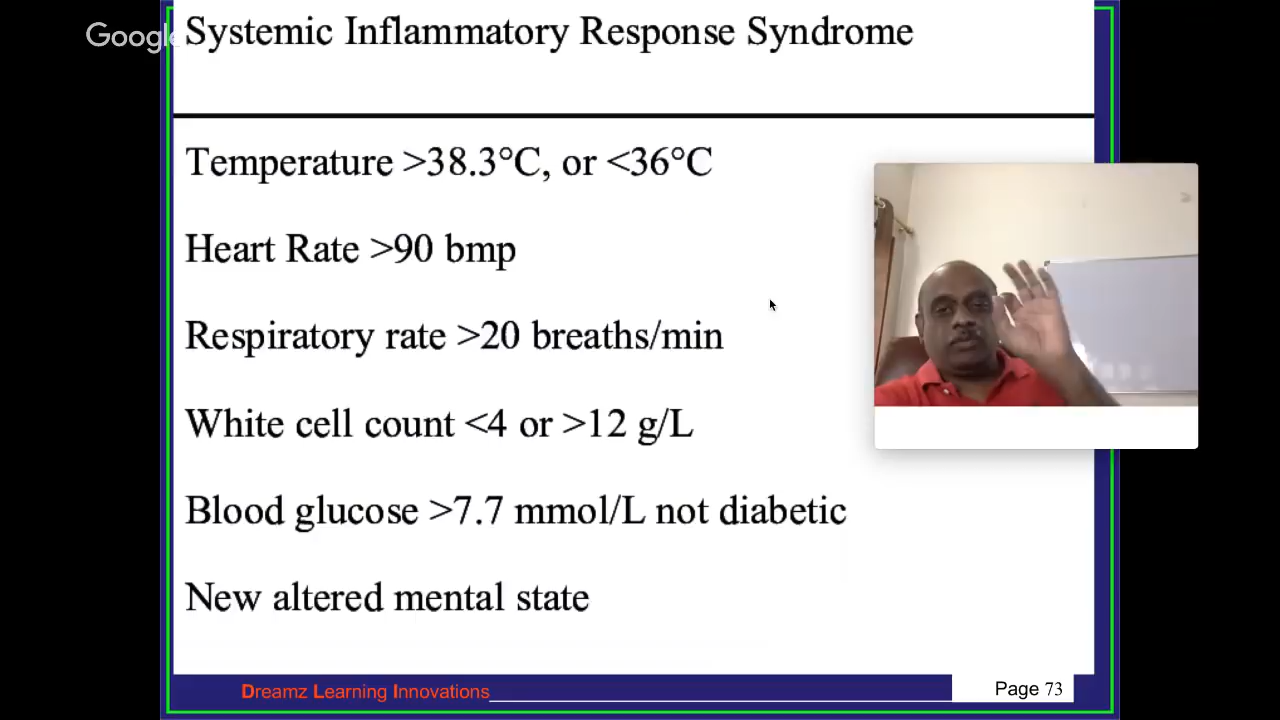 Google
Systemic Inflammatory Response Syndrome
Temperature >38.3°C, or <36°C
Heart Rate >90 bmp
Respiratory rate >20 breaths/min
White cell count <4 or >12 g/L
Blood glucose >7.7 mmol/L not diabetic
New altered mental state
Dreamz Learning Innovations
Page 73